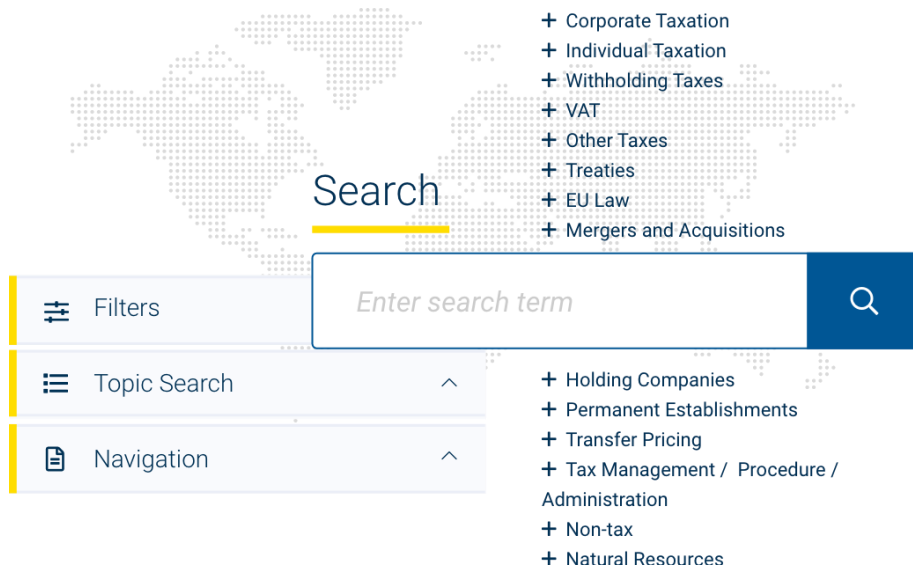 + Corporate Taxation
+ Individual Taxation
+ Withholding Taxes
+ VAT
+ Other Taxes
+ Treaties
+ EU Law
+ Mergers and Acquisitions
Search
Enter search term
Filters
Topic Search
Navigation
+ Holding Companies
+ Permanent Establishments
+ Transfer Pricing
+ Tax Management / Procedure /
Administration
+ Non-tax
+ Natural Resources